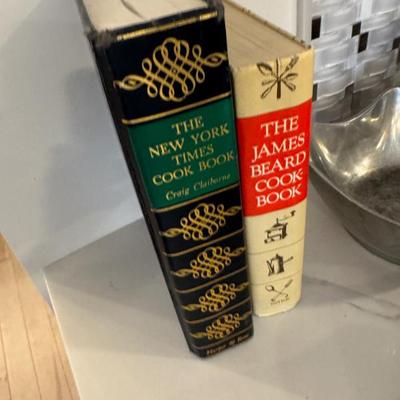 THE
NEW YORK
TIMES
COOK BOOK
Craig Claiborne
Harper & Row
THE
JAMES
BEARD
COOK-
BOOK